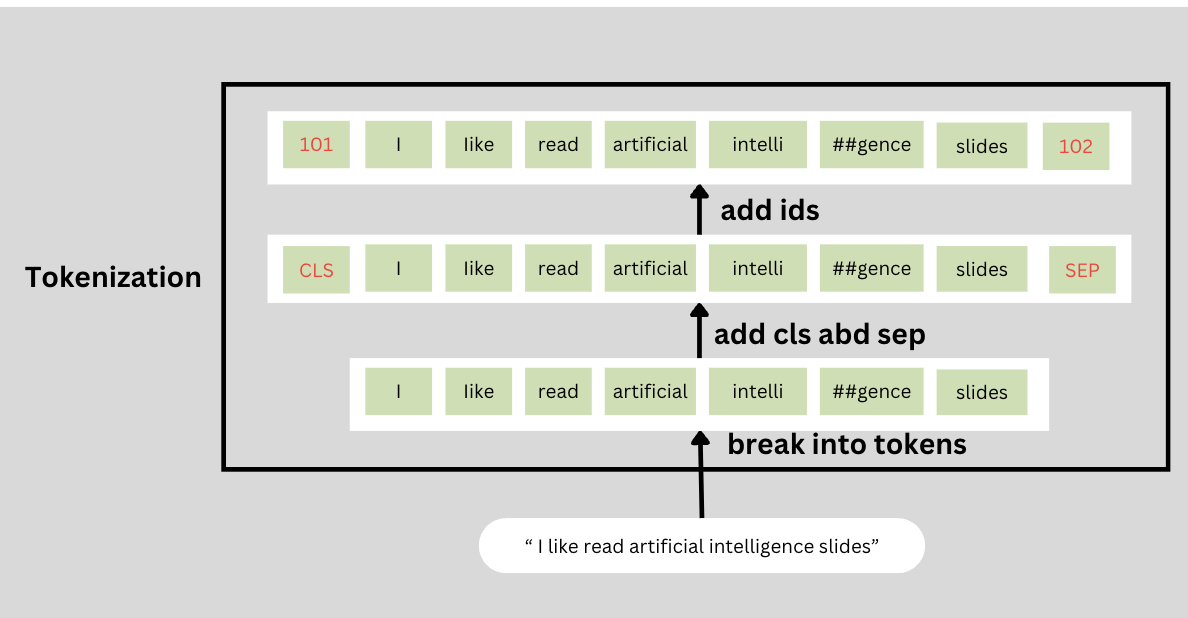 101 I like read artificial intelli ##gence slides 102
add ids
Tokenization
CLS I like read artificial intelli ##gence slides SEP
add cls abd sep
I like read artificial intelli ##gence slides
break into tokens
“ I like read artificial intelligence slides”